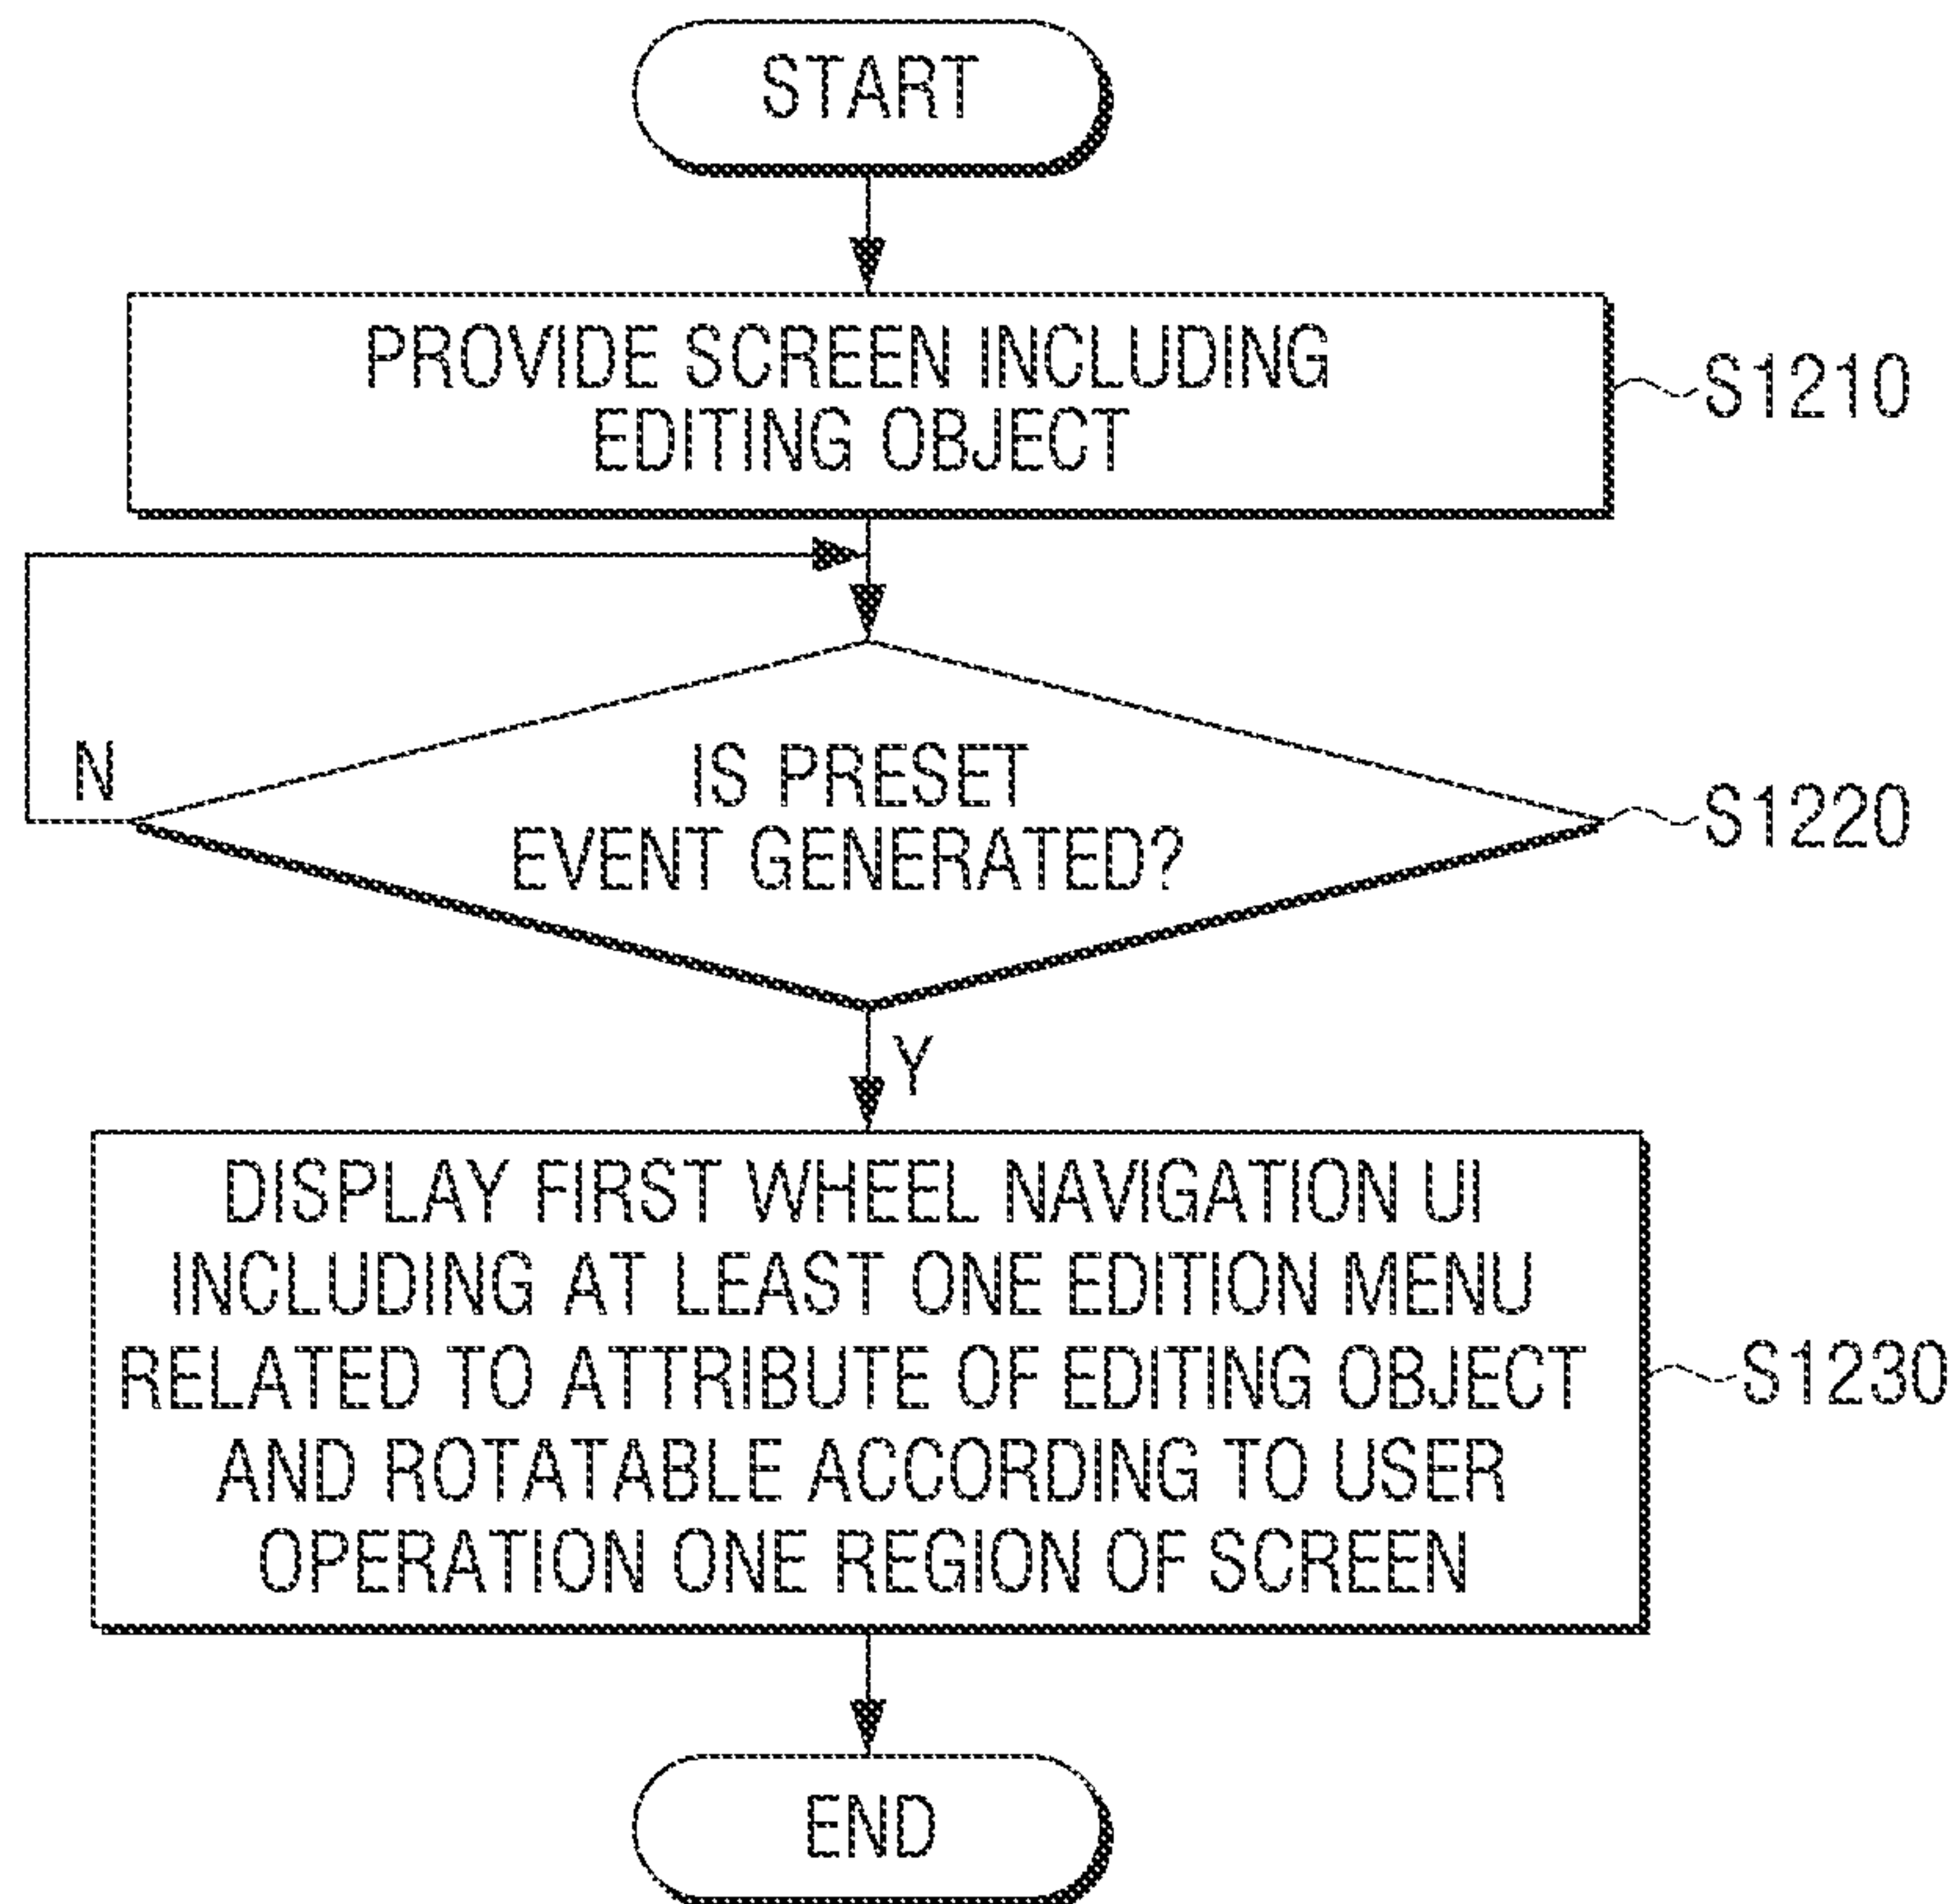 START
PROVIDE SCREEN INCLUDING
EDITING OBJECT
S1210
N
IS PRESET
EVENT GENERATED?
S1220
Y
DISPLAY FIRST WHEEL NAVIGATION UI
INCLUDING AT LEAST ONE EDITION MENU
RELATED TO ATTRIBUTE OF EDITING OBJECT
AND ROTATABLE ACCORDING TO USER
OPERATION ONE REGION OF SCREEN
S1230
END